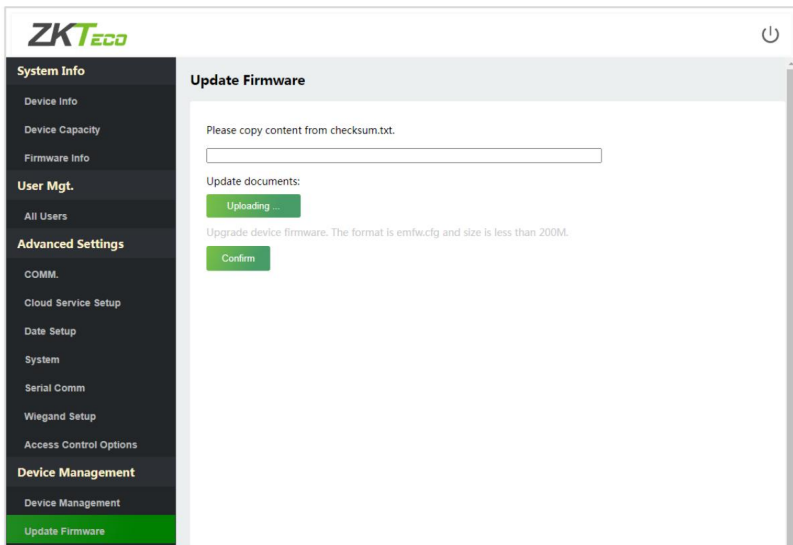 ZKTECO
System Info
Device Info
Device Capacity
Firmware Info
User Mgt.
All Users
Advanced Settings
COMM.
Cloud Service Setup
Date Setup
System
Serial Comm
Wiegand Setup
Access Control Options
Device Management
Device Management
Update Firmware
Update Firmware
Please copy content from checksum.txt.
Update documents:
Uploading ...
Upgrade device firmware. The format is emfw.cfg and size is less than 200M.
Confirm